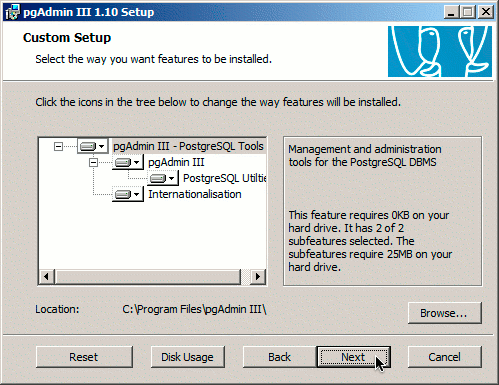 pgAdmin III 1.10 Setup
Custom Setup
Select the way you want features to be installed.
Click the icons in the tree below to change the way features will be installed.
pgAdmin III - PostgreSQL Tools
pgAdmin III
PostgreSQL Utilitie
Internationalisation
Management and administration
tools for the PostgreSQL DBMS
This feature requires 0KB on your
hard drive. It has 2 of 2
subfeatures selected. The
subfeatures require 25MB on your
hard drive.
Location: C:\Program Files\pgAdmin III\
Browse...
Reset Disk Usage Back Next Cancel